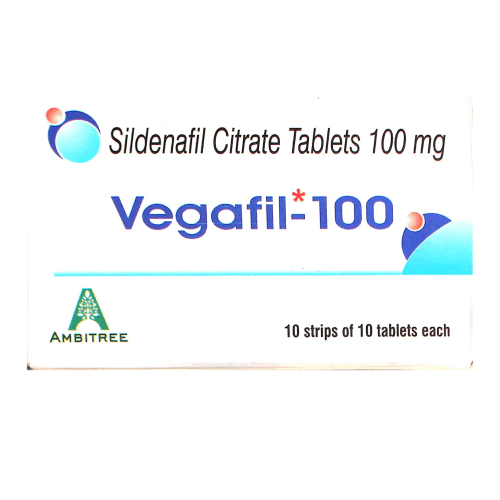 Sildenafil Citrate Tablets 100 mg
Vegafil*-100
AMBITREE
10 strips of 10 tablets each